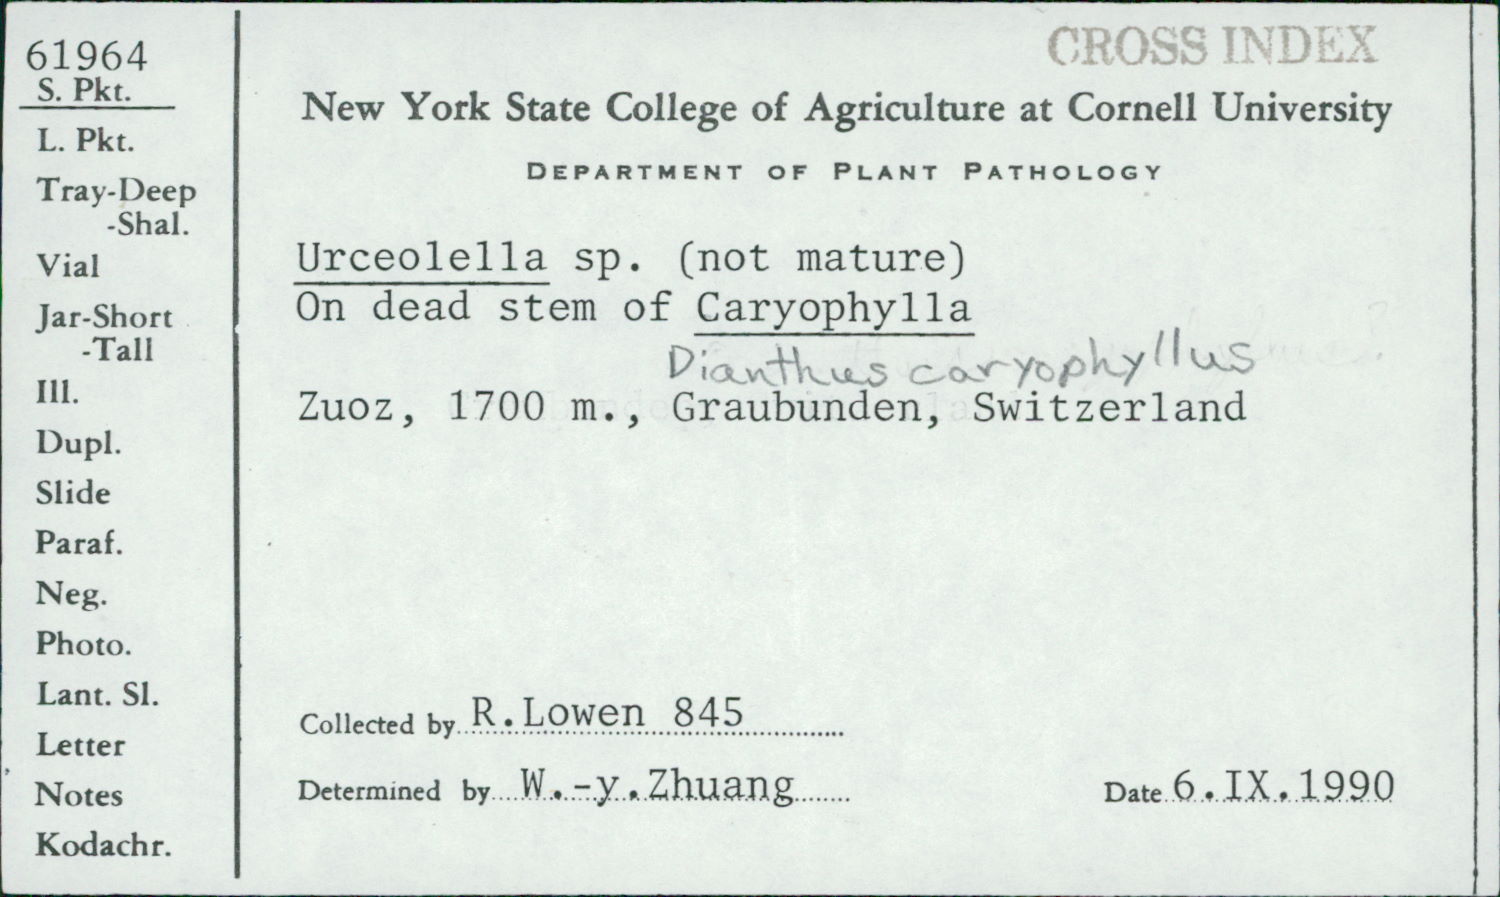 61964
S. Pkt.
L. Pkt.
Tray-Deep
-Shal.
Vial
Jar-Short
-Tall
Ill.
Dupl.
Slide
Paraf.
Neg.
Photo.
Lant. Sl.
Letter
Notes
Kodachr.
CROSS INDEX
New York State College of Agriculture at Cornell University
DEPARTMENT OF PLANT PATHOLOGY
Urceolella sp. (not mature)
On dead stem of Caryophylla
Dianthus caryophyllus
Zuoz, 1700 m., Graubunden, Switzerland
Collected by R.Lowen 845
Determined by W.-y.Zhuang
Date 6.IX.1990